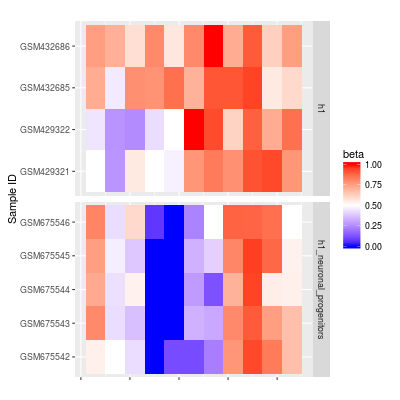 GSM432686
GSM432685
GSM429322
GSM429321
h1
GSM675546
GSM675545
GSM675544
GSM675543
GSM675542
h1_neuronal_progenitors
Sample ID
beta
1.00
0.75
0.50
0.25
0.00